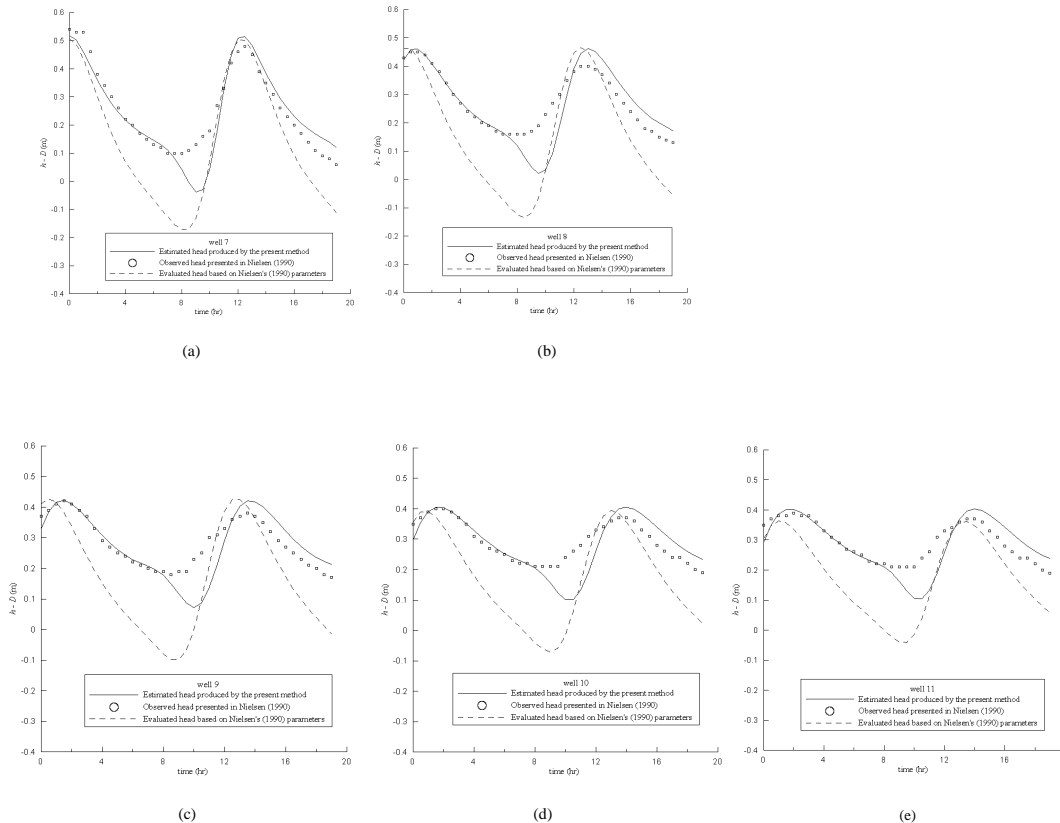 0.6
0.5
0.4
0.3
0.2
0.1
0
-0.1
-0.2
-0.3
-0.4
h - D (m)
well 7
Estimated head produced by the present method
Observed head presented in Nielsen (1990)
Evaluated head based on Nielsen's (1990) parameters
0 4 8 12 16 20
time (hr)
(a)
0.6
0.5
0.4
0.3
0.2
0.1
0
-0.1
-0.2
-0.3
-0.4
h - D (m)
well 8
Estimated head produced by the present method
Observed head presented in Nielsen (1990)
Evaluated head based on Nielsen's (1990) parameters
0 4 8 12 16 20
time (hr)
(b)
0.6
0.5
0.4
0.3
0.2
0.1
0
-0.1
-0.2
-0.3
-0.4
h - D (m)
well 9
Estimated head produced by the present method
Observed head presented in Nielsen (1990)
Evaluated head based on Nielsen's (1990) parameters
0 4 8 12 16 20
time (hr)
(c)
0.6
0.5
0.4
0.3
0.2
0.1
0
-0.1
-0.2
-0.3
-0.4
h - D (m)
well 10
Estimated head produced by the present method
Observed head presented in Nielsen (1990)
Evaluated head based on Nielsen's (1990) parameters
0 4 8 12 16 20
time (hr)
(d)
0.6
0.5
0.4
0.3
0.2
0.1
0
-0.1
-0.2
-0.3
-0.4
h - D (m)
well 11
Estimated head produced by the present method
Observed head presented in Nielsen (1990)
Evaluated head based on Nielsen's (1990) parameters
0 4 8 12 16 20
time (hr)
(e)